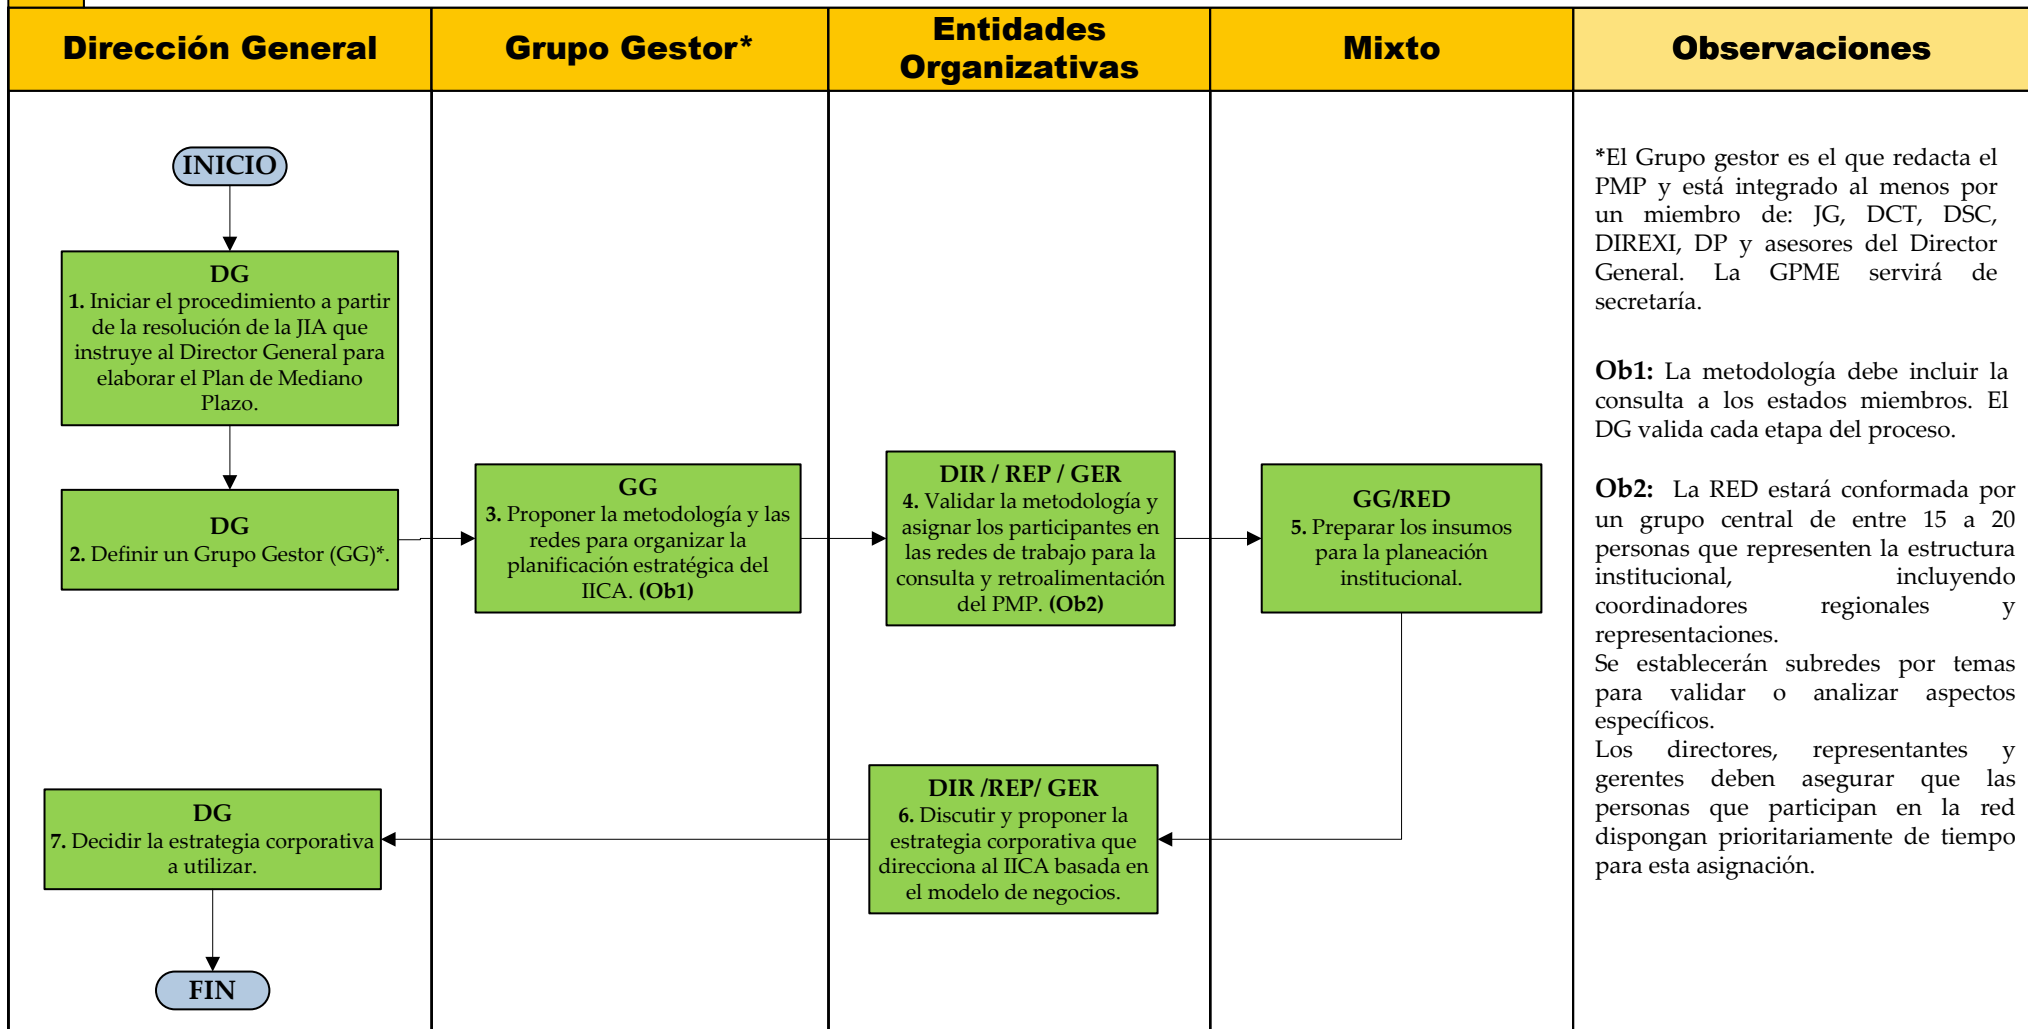 Dirección General
Grupo Gestor*
Entidades
Organizativas
Mixto
Observaciones
INICIO
DG
1. Iniciar el procedimiento a partir
de la resolución de la JIA que
instruye al Director General para
elaborar el Plan de Mediano
Plazo.
DG
2. Definir un Grupo Gestor (GG)*.
GG
3. Proponer la metodología y las
redes para organizar la
planificación estratégica del
IICA. (Ob1)
DIR / REP / GER
4. Validar la metodología y
asignar los participantes en
las redes de trabajo para la
consulta y retroalimentación
del PMP. (Ob2)
GG/RED
5. Preparar los insumos
para la planeación
institucional.
DIR /REP/ GER
6. Discutir y proponer la
estrategia corporativa que
direcciona al IICA basada en
el modelo de negocios.
DG
7. Decidir la estrategia corporativa
a utilizar.
FIN
*El Grupo gestor es el que redacta el
PMP y está integrado al menos por
un miembro de: JG, DCT, DSC,
DIREXI, DP y asesores del Director
General. La GPME servirá de
secretaría.
Ob1: La metodología debe incluir la
consulta a los estados miembros. El
DG valida cada etapa del proceso.
Ob2: La RED estará conformada por
un grupo central de entre 15 a 20
personas que representen la estructura
institucional, incluyendo
coordinadores regionales y
representaciones.
Se establecerán subredes por temas
para validar o analizar aspectos
específicos.
Los directores, representantes y
gerentes deben asegurar que las
personas que participan en la red
dispongan prioritariamente de tiempo
para esta asignación.